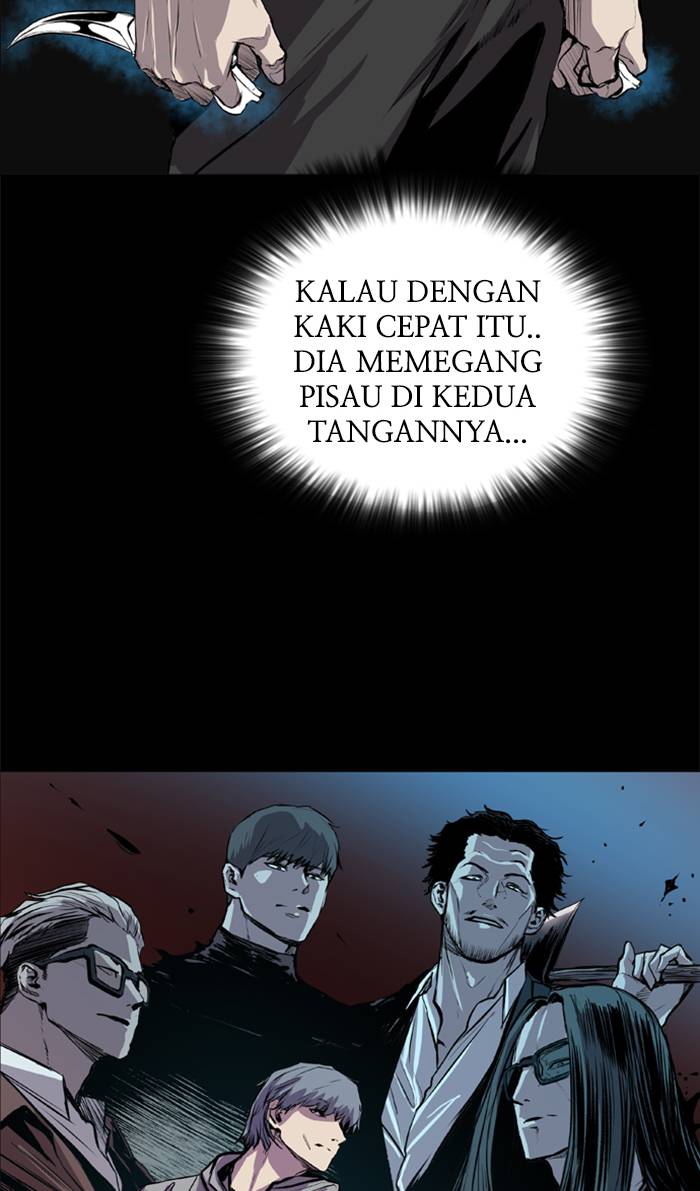 KALAU DENGAN
KAKI CEPAT ITU..
DIA MEMEGANG
PISAU DI KEDUA
TANGANNYA...